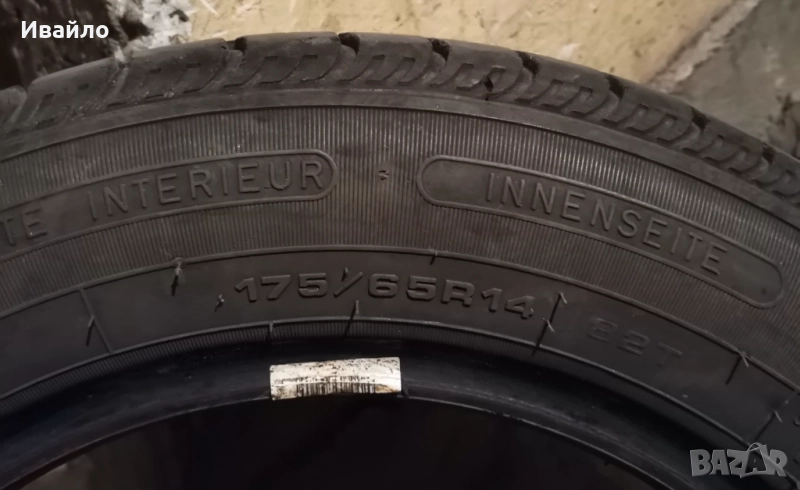 Ивайло
TE INTERIEUR
INNENSEITE
175/65R14
82T
BAZAR